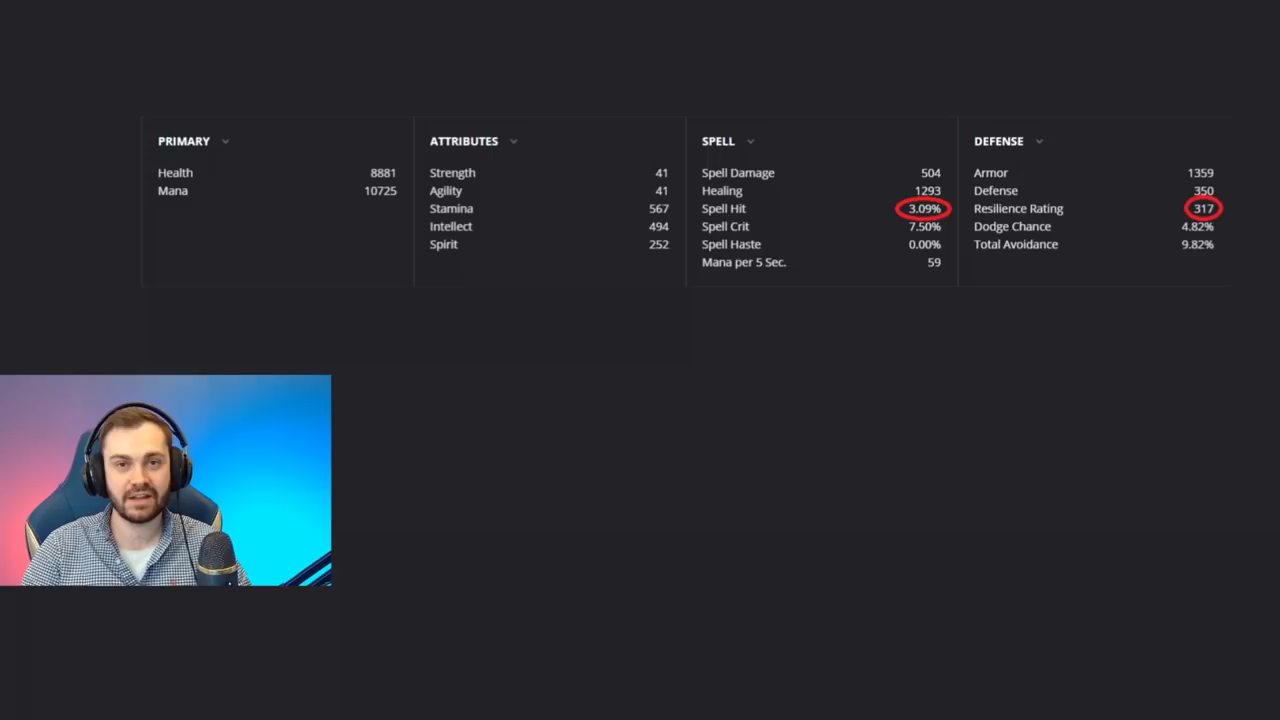 PRIMARY
Health 8881
Mana 10725
ATTRIBUTES
Strength 41
Agility 41
Stamina 567
Intellect 494
Spirit 252
SPELL
Spell Damage 504
Healing 1293
Spell Hit 3.09%
Spell Crit 7.50%
Spell Haste 0.00%
Mana per 5 Sec. 59
DEFENSE
Armor 1359
Defense 350
Resilience Rating 317
Dodge Chance 4.82%
Total Avoidance 9.82%